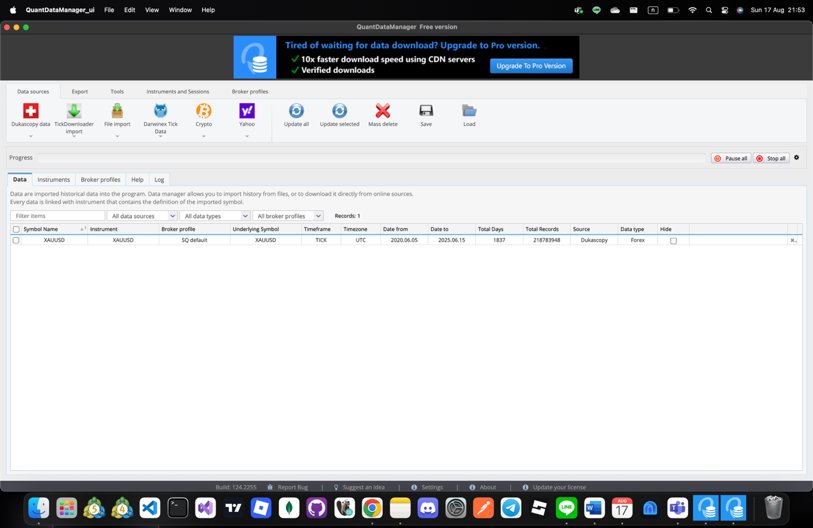 QuantDataManager_ui File Edit View Window Help Sun 17 Aug 21:53
QuantDataManager Free version
Tired of waiting for data download? Upgrade to Pro version.
10x faster download speed using CDN servers
Verified downloads
Upgrade To Pro Version
Data sources Export Tools Instruments and Sessions Broker profiles
Dukascopy data TickDownloader import File import Darwinex Tick Data Crypto Yahoo Update all Update selected Mass delete Save Load
Progress Pause all Stop all
Data Instruments Broker profiles Help Log
Data are imported historical data into the program. Data manager allows you to import history from files, or to download it directly from online sources.
Every data is linked with instrument that contains the definition of the imported symbol.
Filter items All data sources All data types All broker profiles Records: 1
Symbol Name Instrument Broker profile Underlying Symbol Timeframe Timezone Date from Date to Total Days Total Records Source Data type Hide
XAUUSD XAUUSD SQ default XAUUSD TICK UTC 2020.06.05 2025.06.15 1837 218783948 Dukascopy Forex
Build 124.2255 Report Bug | Suggest an Idea | Settings | About | Update your license
5 4 LINE W AUG 17